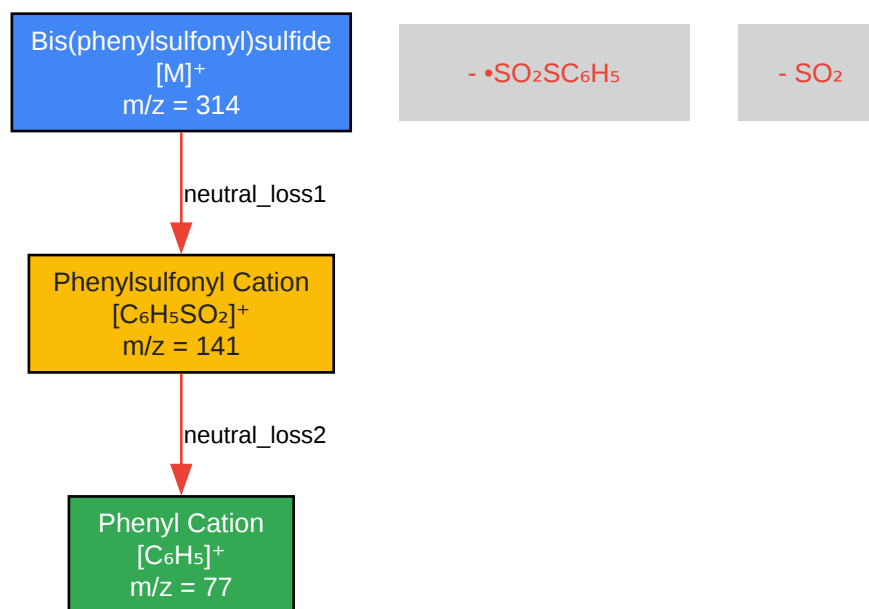 Bis(phenylsulfonyl)sulfide
[M]⁺
m/z = 314
- •SO₂SC₆H₅
- SO₂
neutral_loss1
Phenylsulfonyl Cation
[C₆H₅SO₂]⁺
m/z = 141
neutral_loss2
Phenyl Cation
[C₆H₅]⁺
m/z = 77